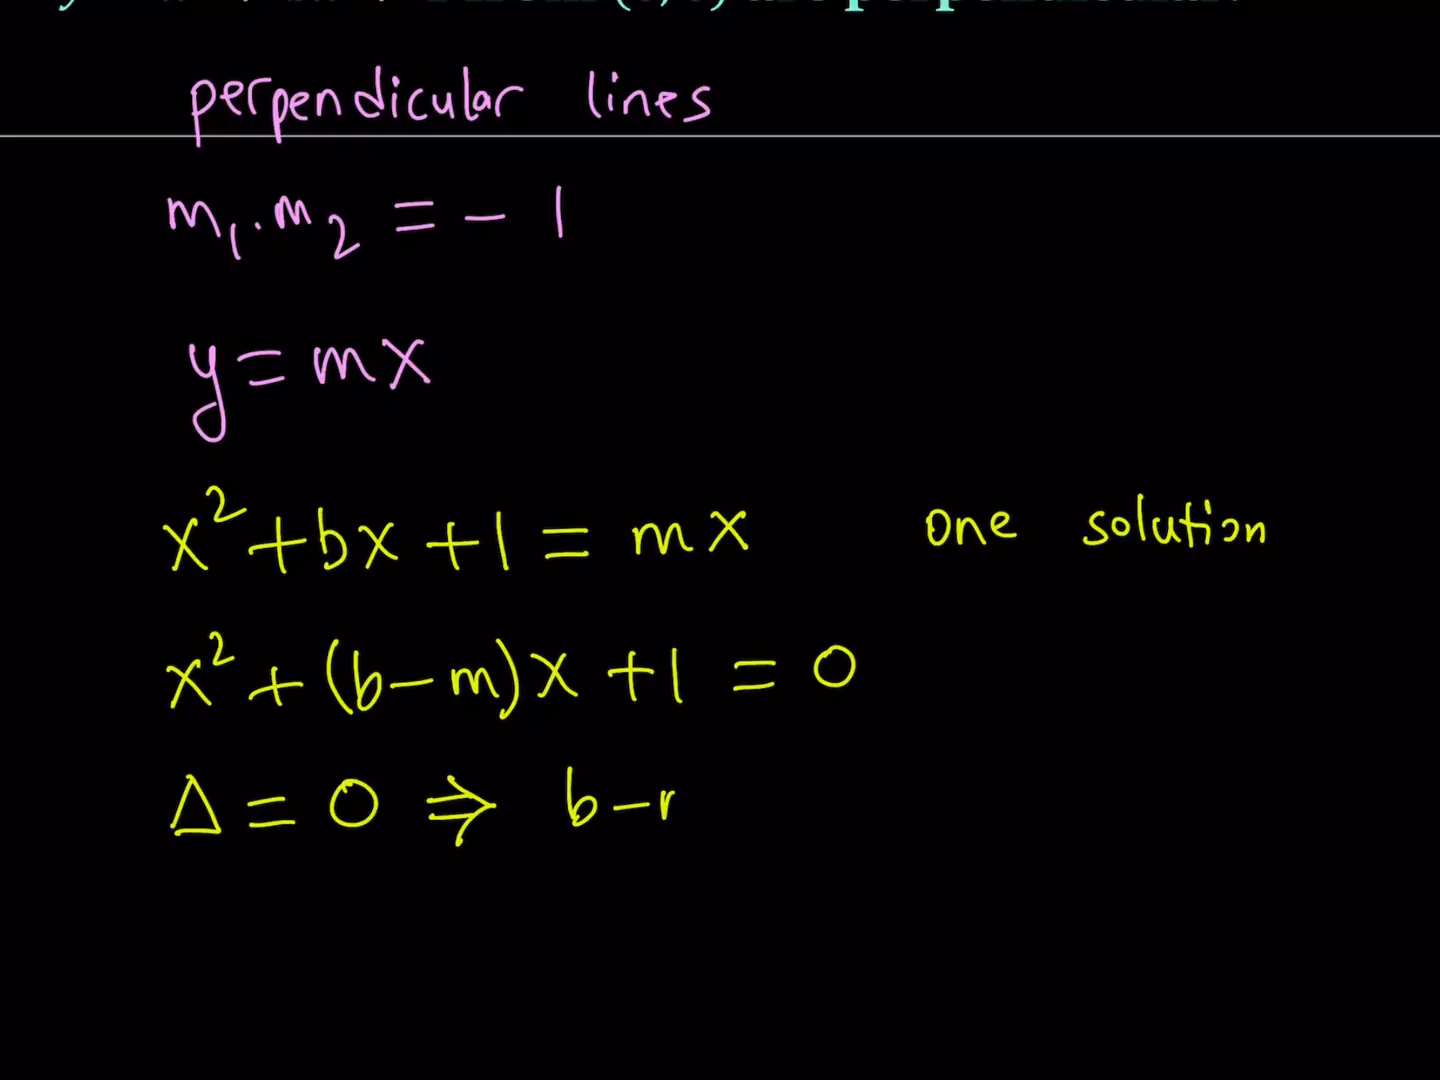 perpendicular lines
m₁.m₂ = - 1
y = mx
x² + bx + 1 = mx one solution
x² + (b-m)x + 1 = 0
Δ = 0 ⇒ b-